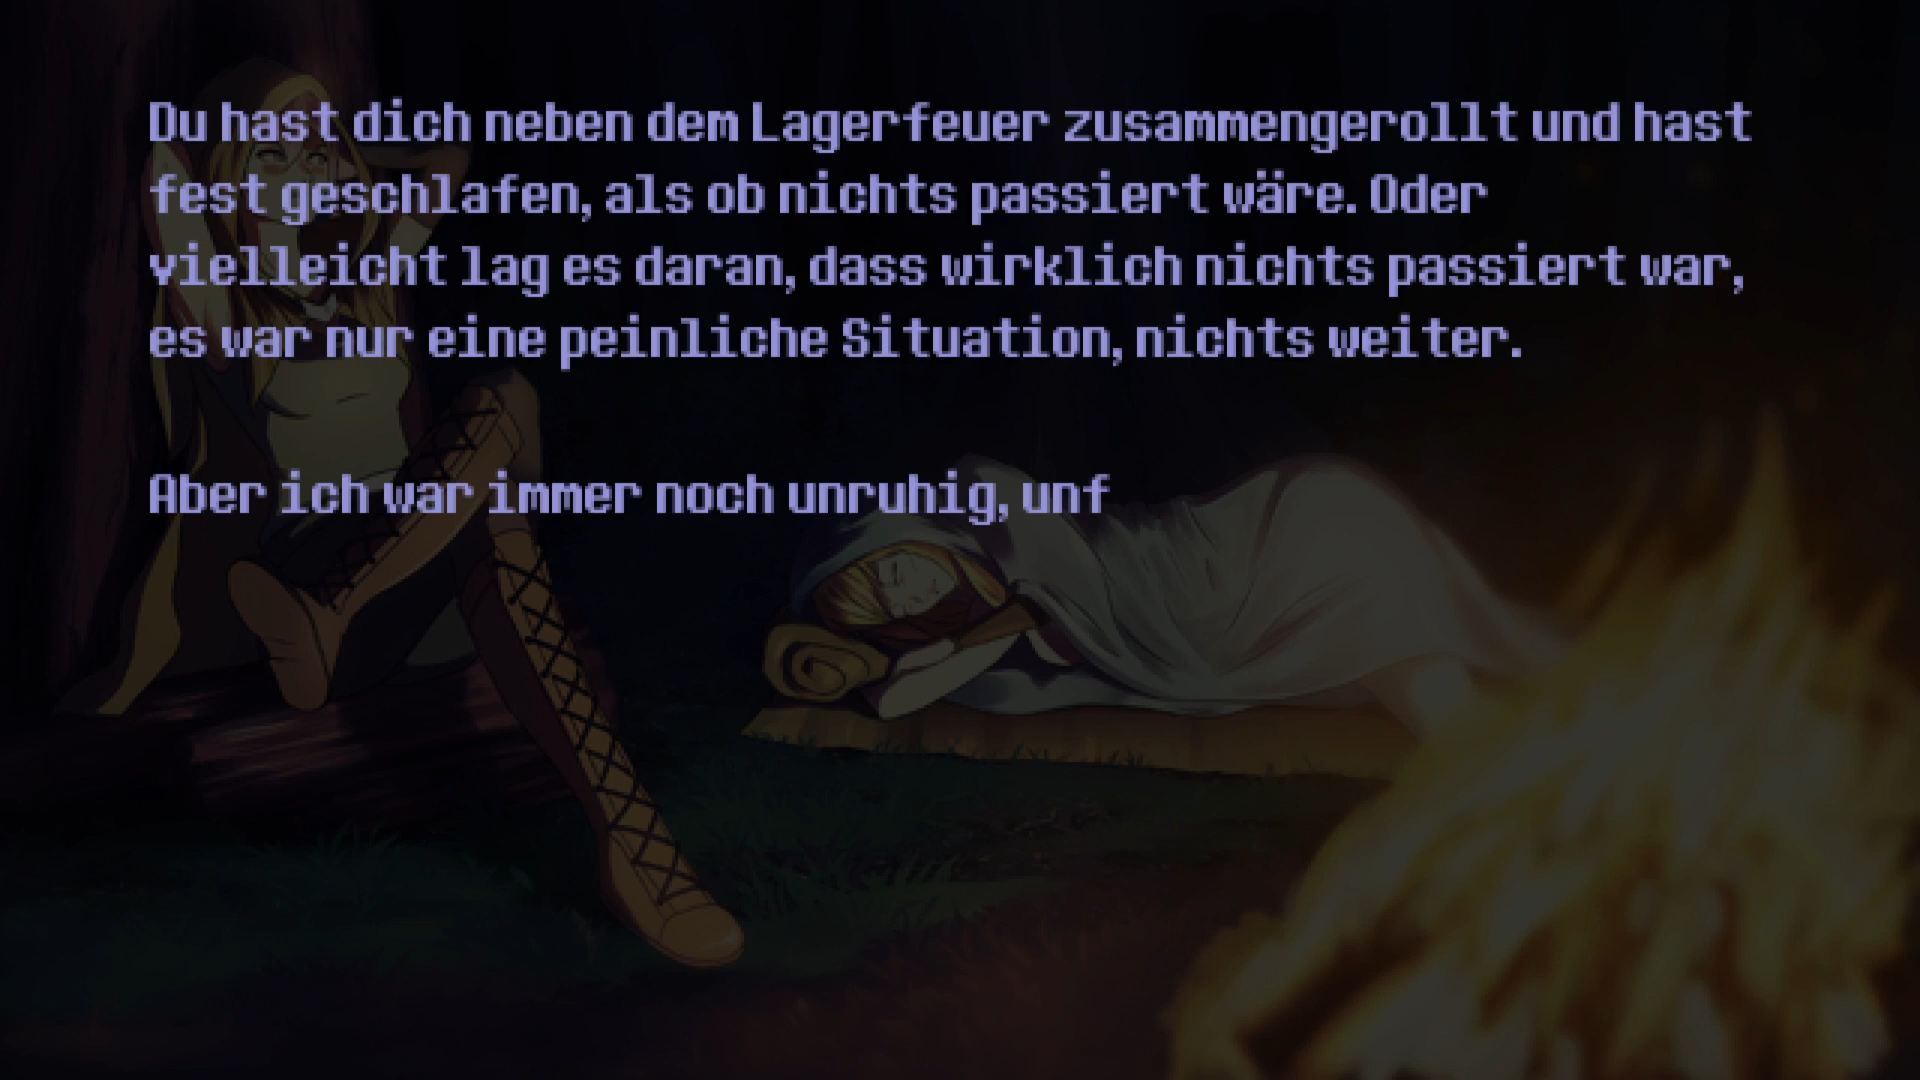 Du hast dich neben dem Lagerfeuer zusammengerollt und hast
fest geschlafen, als ob nichts passiert wäre. Oder
vielleicht lag es daran, dass wirklich nichts passiert war,
es war nur eine peinliche Situation, nichts weiter.
Aber ich war immer noch unruhig, unf